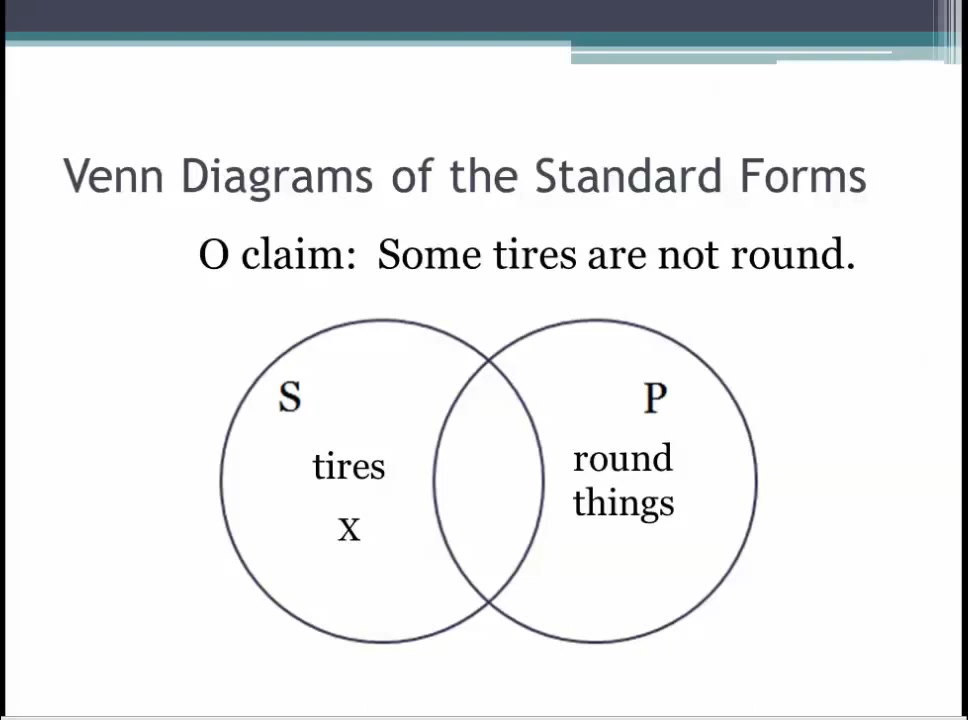 Venn Diagrams of the Standard Forms
O claim: Some tires are not round.
S
P
tires
round
things
x